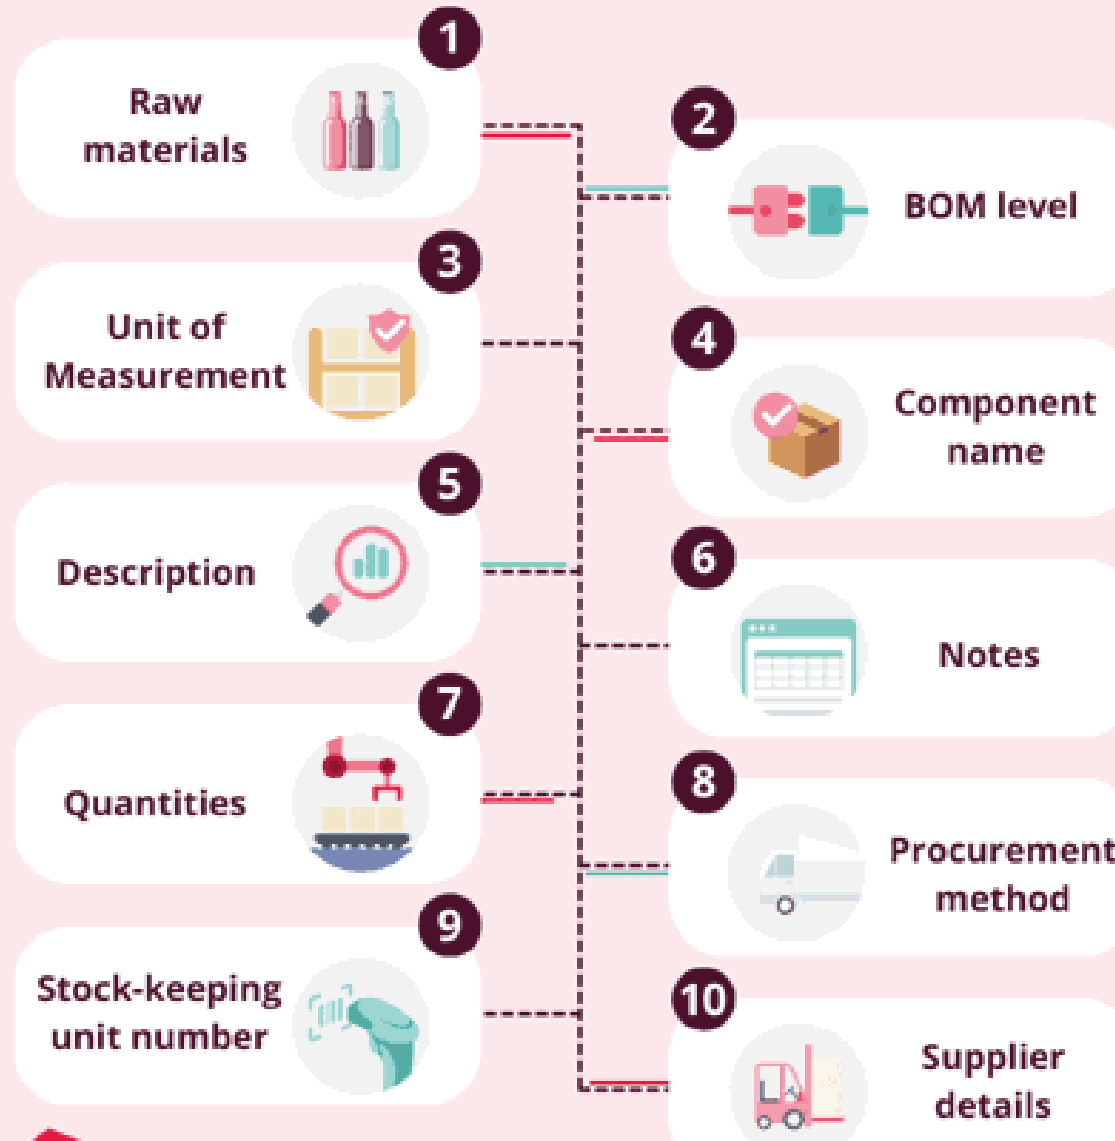 1
Raw
materials
2
BOM level
3
Unit of
Measurement
4
Component
name
5
Description
6
Notes
7
Quantities
8
Procurement
method
9
Stock-keeping
unit number
10
Supplier
details